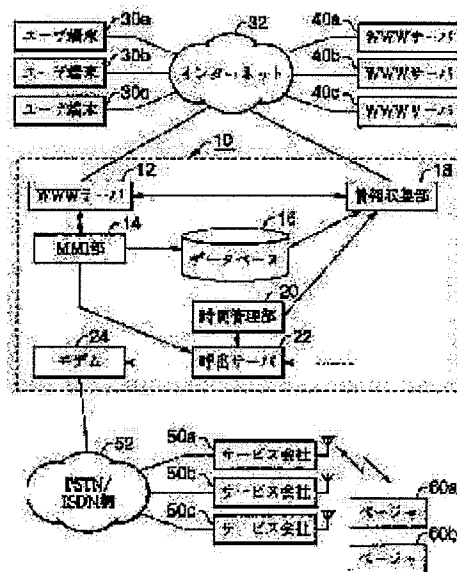 32
30a
ユーザ端末
30b
ユーザ端末
30c
ユーザ端末
インターネット
40a
WWWサーバ
40b
WWWサーバ
40c
WWWサーバ
10
12
WWWサーバ
18
情報収集部
14
MMI部
16
データベース
20
時間管理部
24
モデム
22
呼出サーバ
52
PSTN/
ISDN網
50a
サービス会社
50b
サービス会社
50c
サービス会社
60a
ページャ
60b
ページャ